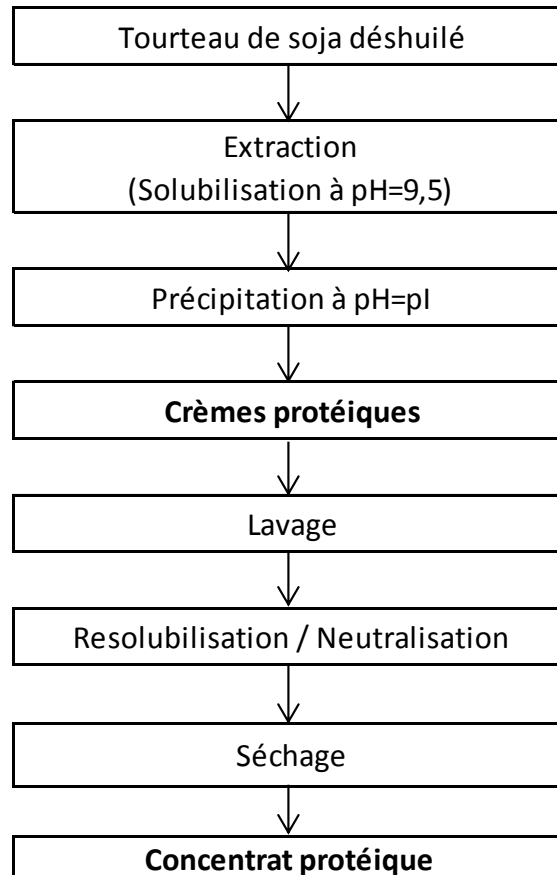 Tourteau de soja déshuilé
Extraction
(Solubilisation à pH=9,5)
Précipitation à pH=pI
Crèmes protéiques
Lavage
Resolubilisation / Neutralisation
Séchage
Concentrat protéique